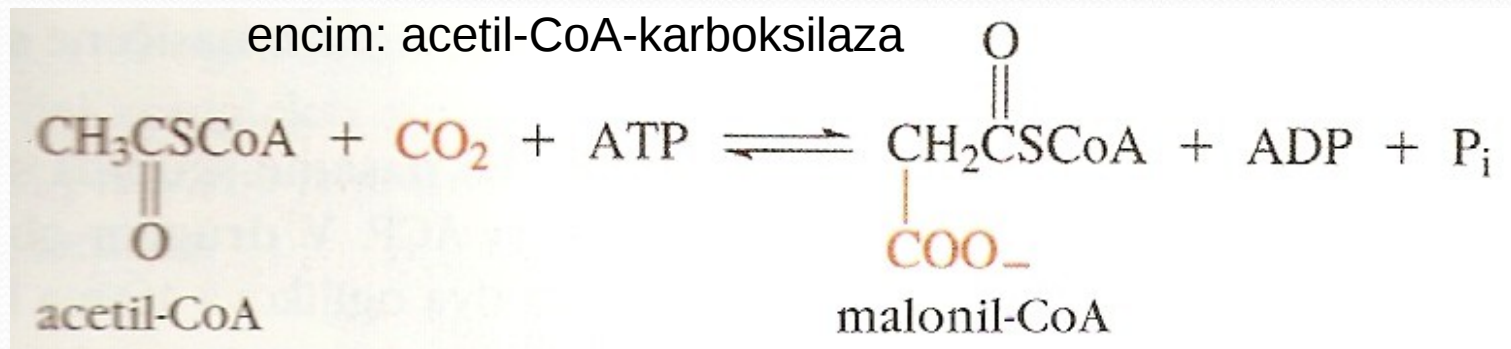 encim: acetil-CoA-karboksilaza
O
CH₃CSCoA + CO₂ + ATP ⇌ CH₂CSCoA + ADP + Pᵢ
O
COO–
acetil-CoA
malonil-CoA